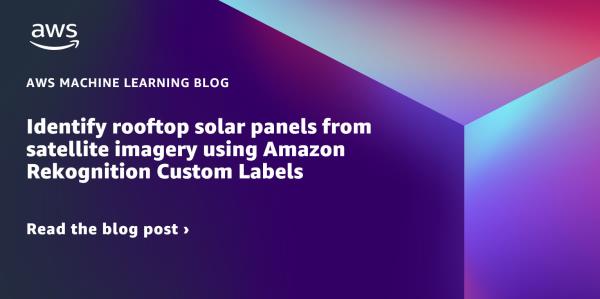 aws
AWS MACHINE LEARNING BLOG
Identify rooftop solar panels from
satellite imagery using Amazon
Rekognition Custom Labels
Read the blog post ›